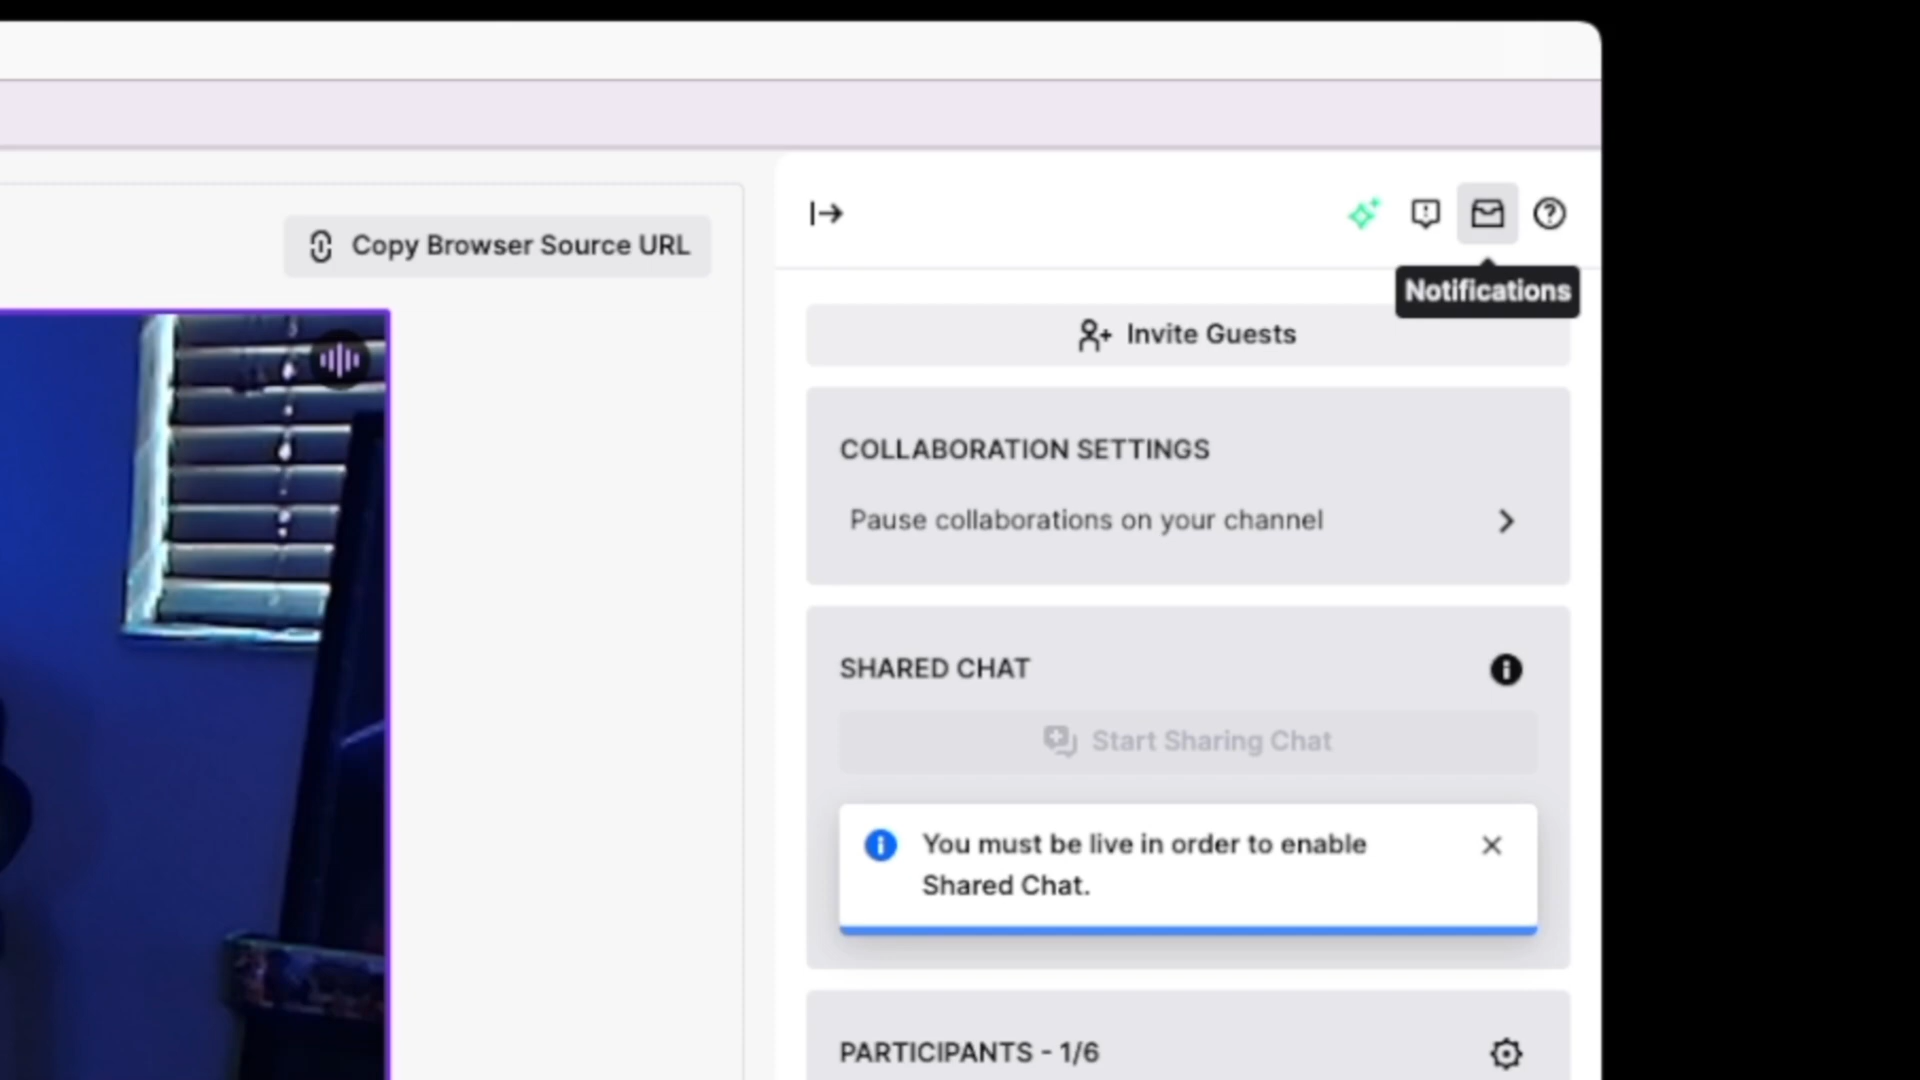 Copy Browser Source URL
Notifications
Invite Guests
COLLABORATION SETTINGS
Pause collaborations on your channel
SHARED CHAT
Start Sharing Chat
You must be live in order to enable
Shared Chat.
PARTICIPANTS - 1/6